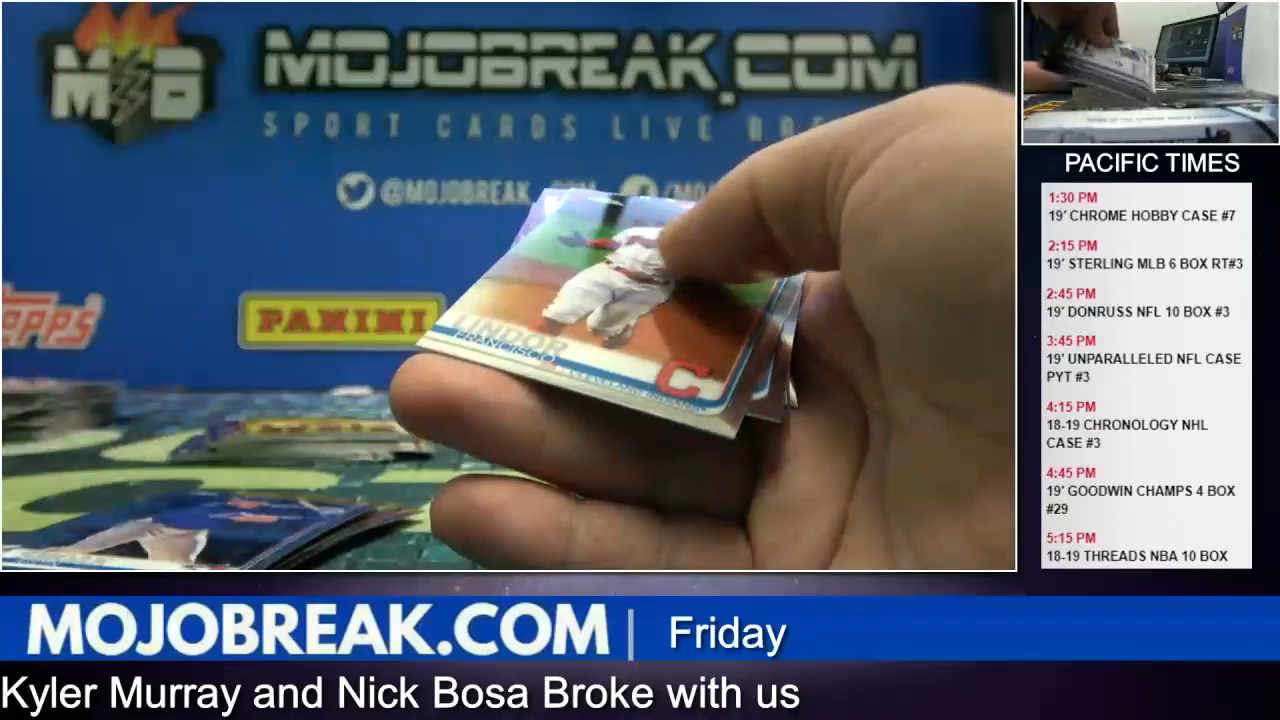 MB
MOJOBREAK.COM
SPORT CARDS LIVE
@MOJOBREAK
PANINI
LINDOR
FRANCISCO
CLEVELAND INDIANS
C
PACIFIC TIMES
1:30 PM
19' CHROME HOBBY CASE #7
2:15 PM
19' STERLING MLB 6 BOX RT#3
2:45 PM
19' DONRUSS NFL 10 BOX #3
3:45 PM
19' UNPARALLELED NFL CASE
PYT #3
4:15 PM
18-19 CHRONOLOGY NHL
CASE #3
4:45 PM
19' GOODWIN CHAMPS 4 BOX
#29
5:15 PM
18-19 THREADS NBA 10 BOX
MOJOBREAK.COM | Friday
Kyler Murray and Nick Bosa Broke with us